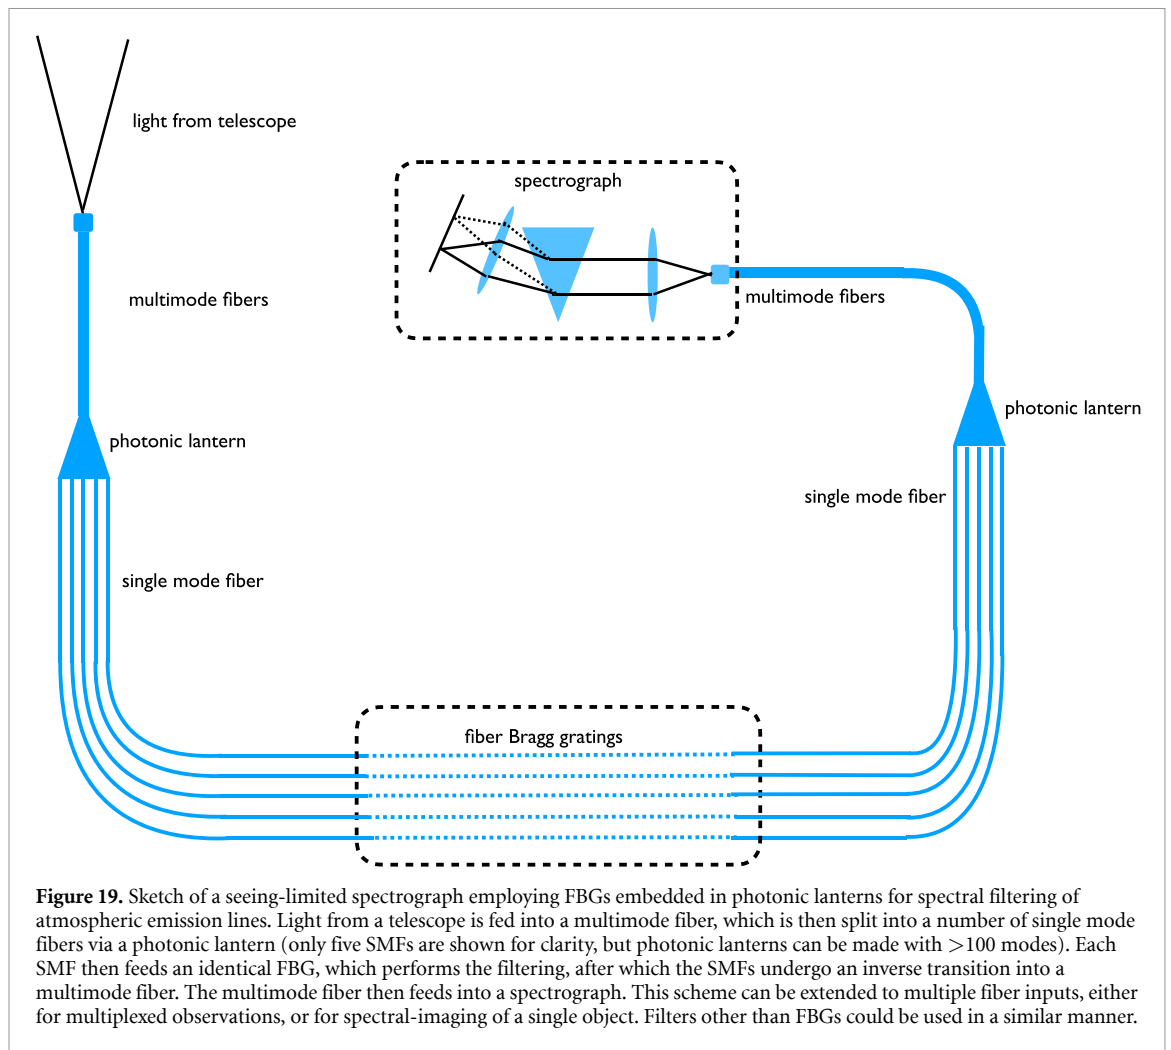 light from telescope
spectrograph
multimode fibers
multimode fibers
photonic lantern
photonic lantern
single mode fiber
single mode fiber
fiber Bragg gratings
Figure 19. Sketch of a seeing-limited spectrograph employing FBGs embedded in photonic lanterns for spectral filtering of
atmospheric emission lines. Light from a telescope is fed into a multimode fiber, which is then split into a number of single mode
fibers via a photonic lantern (only five SMFs are shown for clarity, but photonic lanterns can be made with >100 modes). Each
SMF then feeds an identical FBG, which performs the filtering, after which the SMFs undergo an inverse transition into a
multimode fiber. The multimode fiber then feeds into a spectrograph. This scheme can be extended to multiple fiber inputs, either
for multiplexed observations, or for spectral-imaging of a single object. Filters other than FBGs could be used in a similar manner.